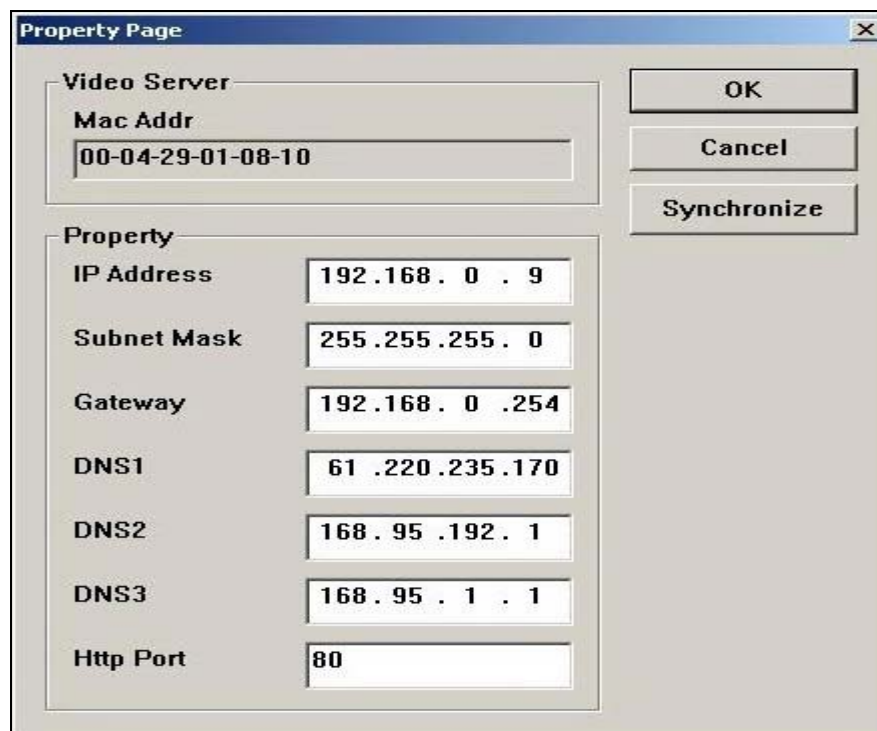 Property Page
Video Server
OK
Mac Addr
00-04-29-01-08-10
Cancel
Synchronize
Property
IP Address 192.168. 0 . 9
Subnet Mask 255.255.255. 0
Gateway 192.168. 0 .254
DNS1 61 .220.235.170
DNS2 168. 95 .192. 1
DNS3 168. 95 . 1 . 1
Http Port 80